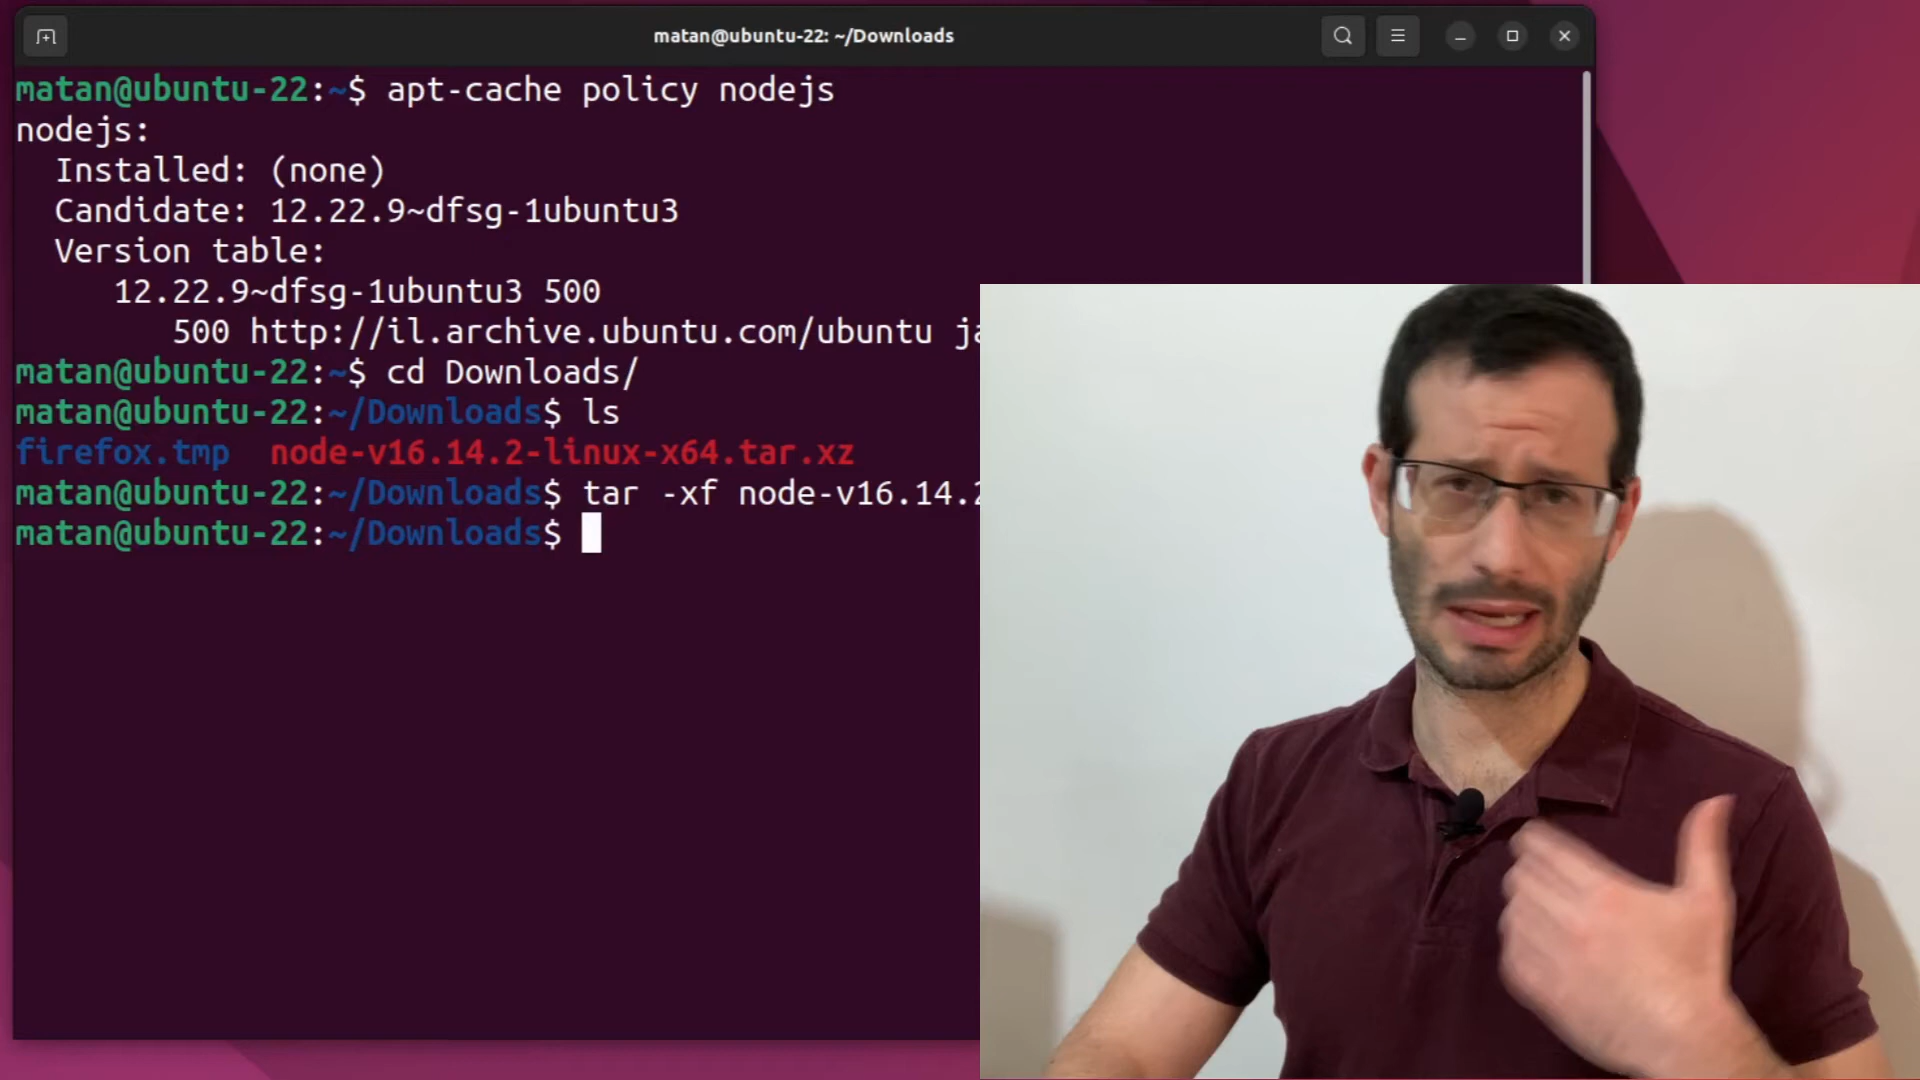 matan@ubuntu-22: ~/Downloads
matan@ubuntu-22:~$ apt-cache policy nodejs
nodejs:
Installed: (none)
Candidate: 12.22.9~dfsg-1ubuntu3
Version table:
12.22.9~dfsg-1ubuntu3 500
500 http://il.archive.ubuntu.com/ubuntu
matan@ubuntu-22:~$ cd Downloads/
matan@ubuntu-22:~/Downloads$ ls
firefox.tmp node-v16.14.2-linux-x64.tar.xz
matan@ubuntu-22:~/Downloads$ tar -xf node-v16.14.2
matan@ubuntu-22:~/Downloads$